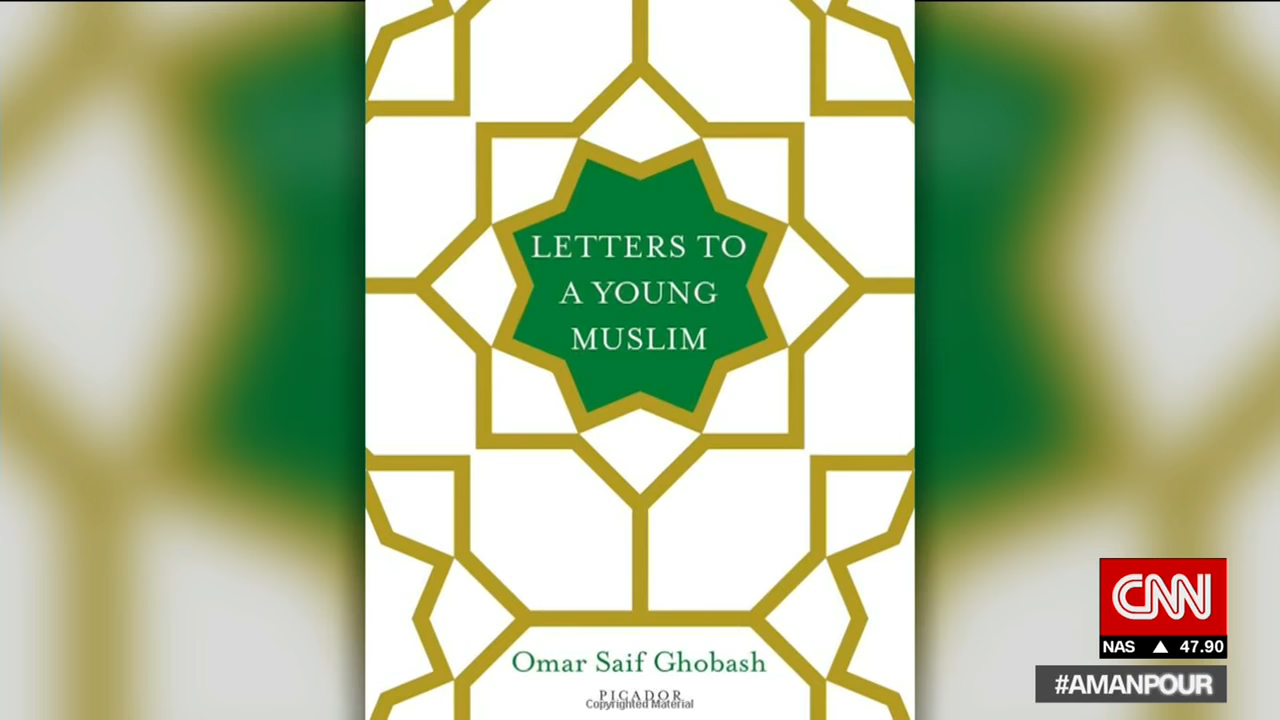 LETTERS TO
A YOUNG
MUSLIM
Omar Saif Ghobash
PICADOR
Copyrighted Material
CNN
NAS ▲ 47.90
#AMANPOUR